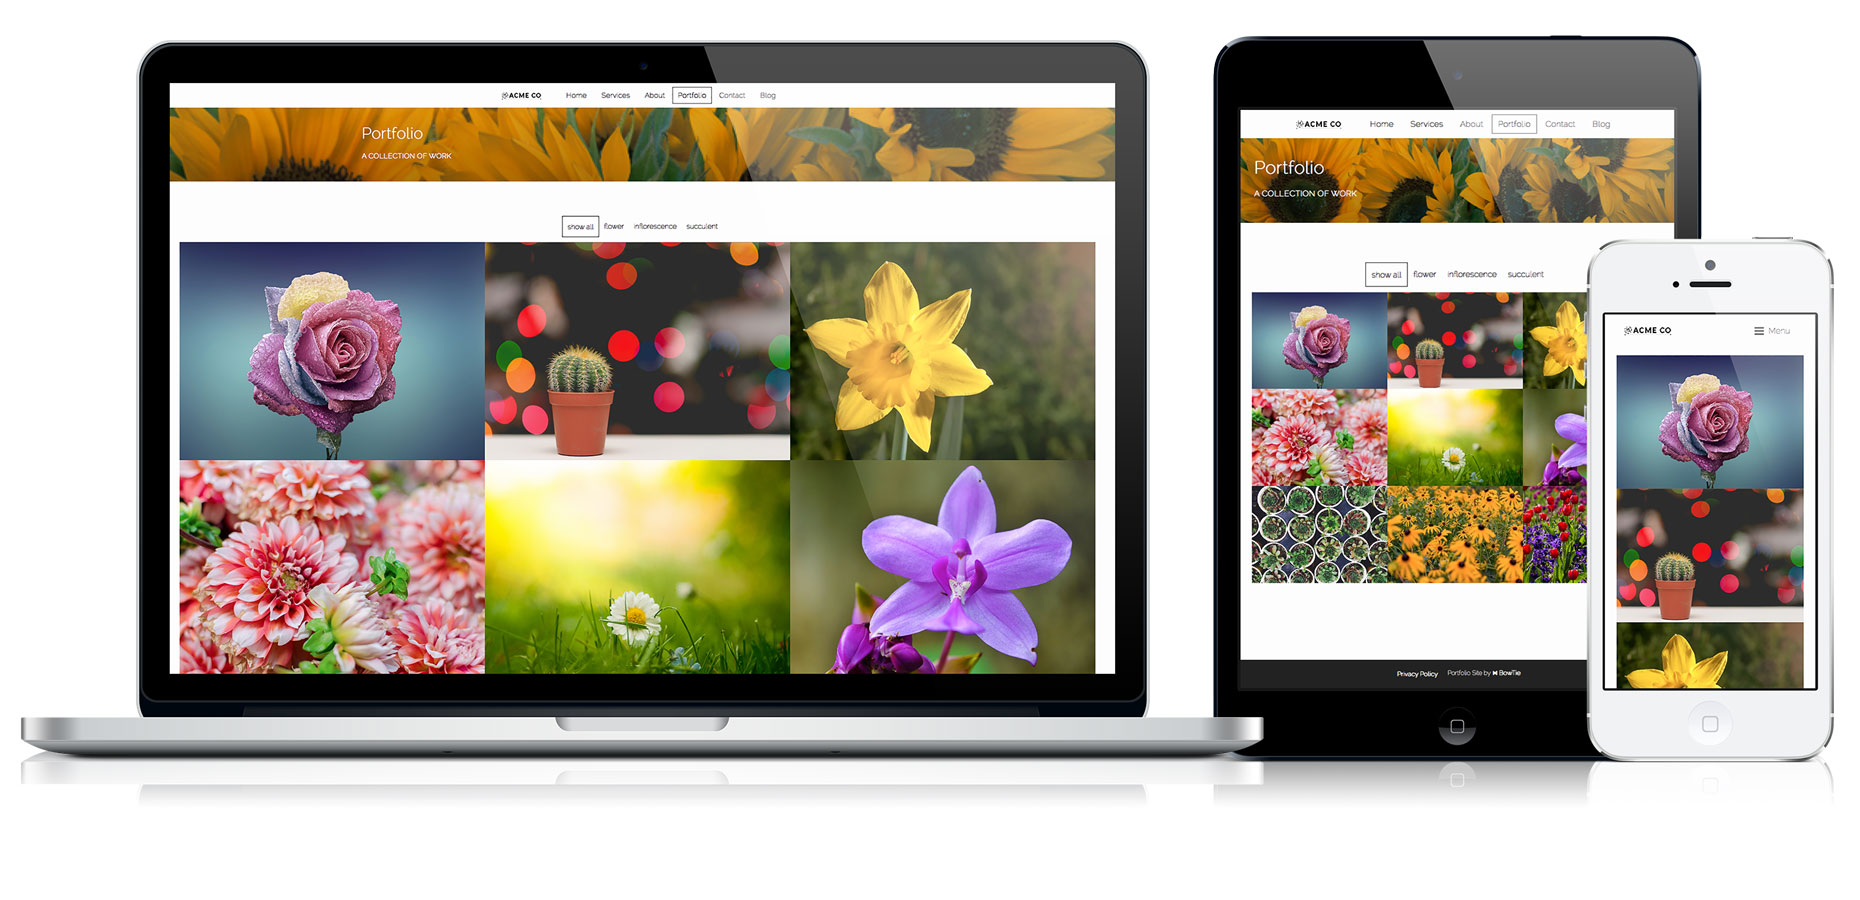 ACME CO Home Services About Portfolio Contact Blog
Portfolio
A COLLECTION OF WORK
show all flower inflorescence succulent
ACME CO Home Services About Portfolio Contact Blog
Portfolio
A COLLECTION OF WORK
show all flower inflorescence succulent
Privacy Policy Portfolio Site by BowTie
ACME CO Menu